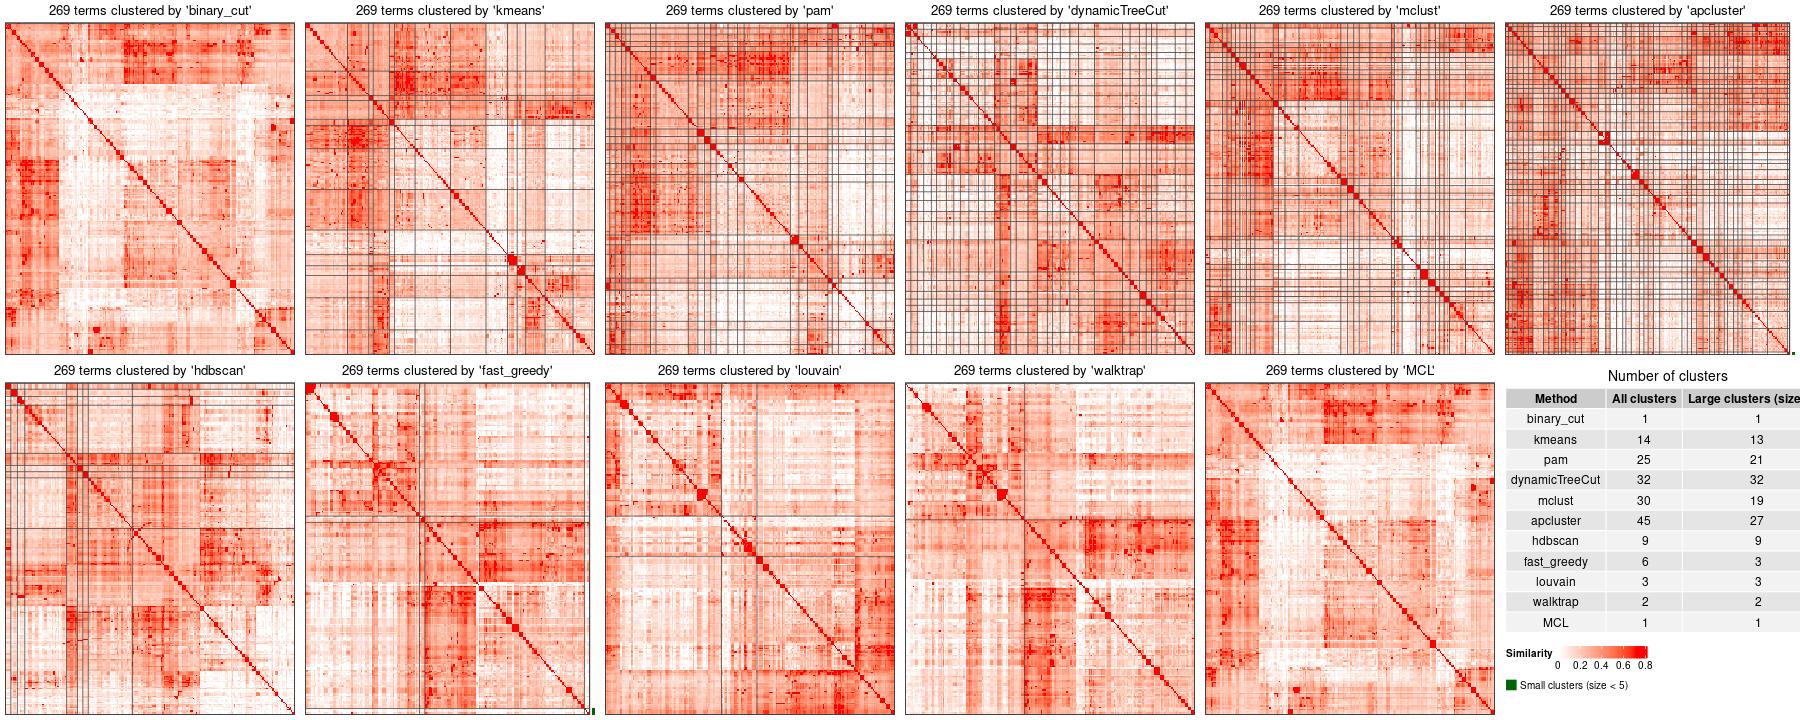 269 terms clustered by 'binary_cut'
269 terms clustered by 'kmeans'
269 terms clustered by 'pam'
269 terms clustered by 'dynamicTreeCut'
269 terms clustered by 'mclust'
269 terms clustered by 'apcluster'
269 terms clustered by 'hdbscan'
269 terms clustered by 'fast_greedy'
269 terms clustered by 'louvain'
269 terms clustered by 'walktrap'
269 terms clustered by 'MCL'
Number of clusters
Method All clusters Large clusters (size
binary_cut 1 1
kmeans 14 13
pam 25 21
dynamicTreeCut 32 32
mclust 30 19
apcluster 45 27
hdbscan 9 9
fast_greedy 6 3
louvain 3 3
walktrap 2 2
MCL 1 1
Similarity
0 0.2 0.4 0.6 0.8
Small clusters (size < 5)